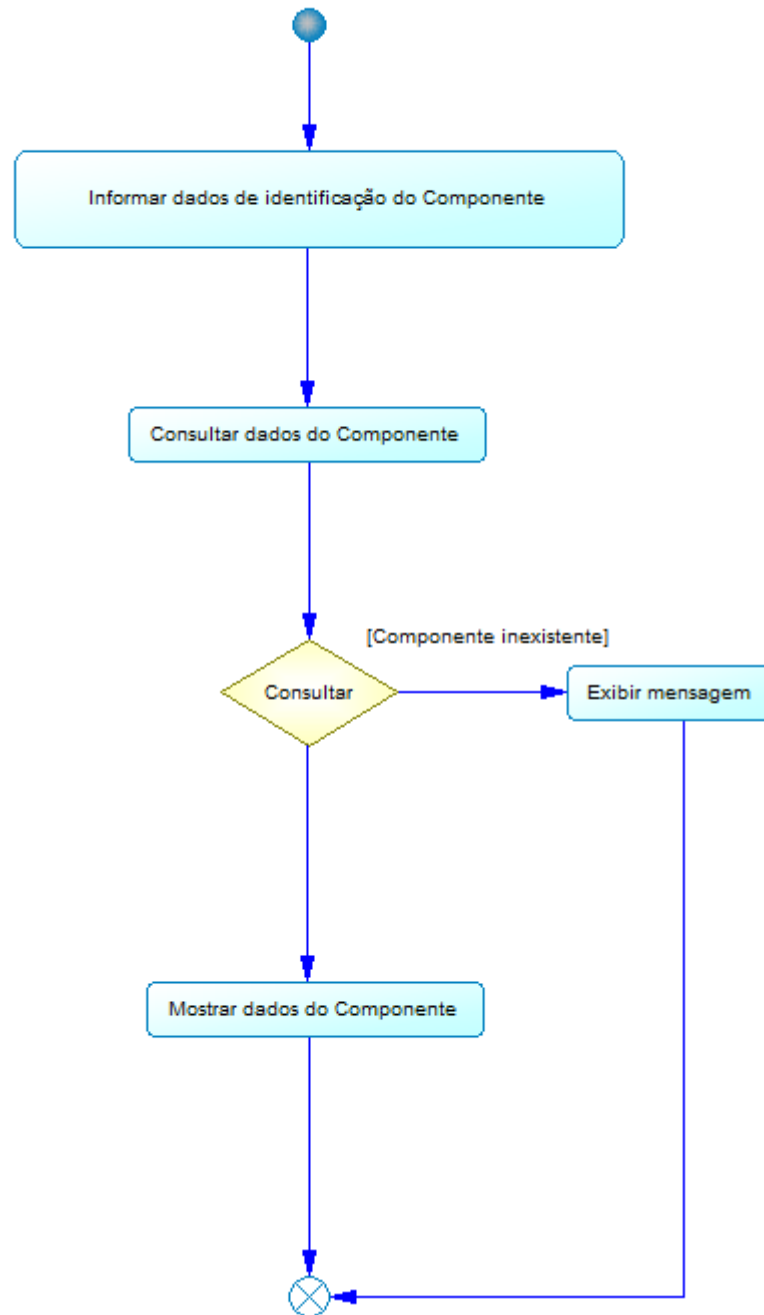 Informar dados de identificação do Componente
Consultar dados do Componente
[Componente inexistente]
Consultar
Exibir mensagem
Mostrar dados do Componente